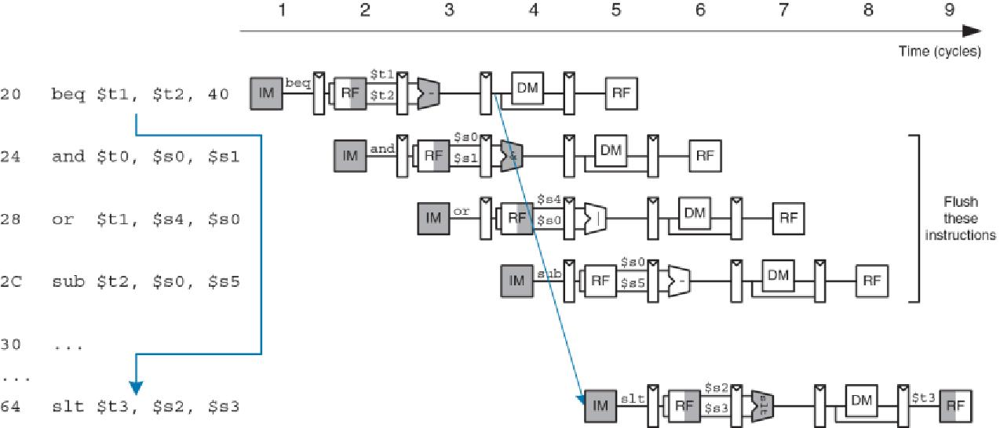 1 2 3 4 5 6 7 8 9
Time (cycles)
20 beq $t1, $t2, 40 IM beq RF $t1 $t2 - DM RF
24 and $t0, $s0, $s1 IM and RF $s0 $s1 & DM RF
28 or $t1, $s4, $s0 IM or RF $s4 $s0 | DM RF
2C sub $t2, $s0, $s5 IM sub RF $s0 $s5 - DM RF
Flush
these
instructions
30 ...
...
64 slt $t3, $s2, $s3 IM slt RF $s2 $s3 slt DM $t3 RF